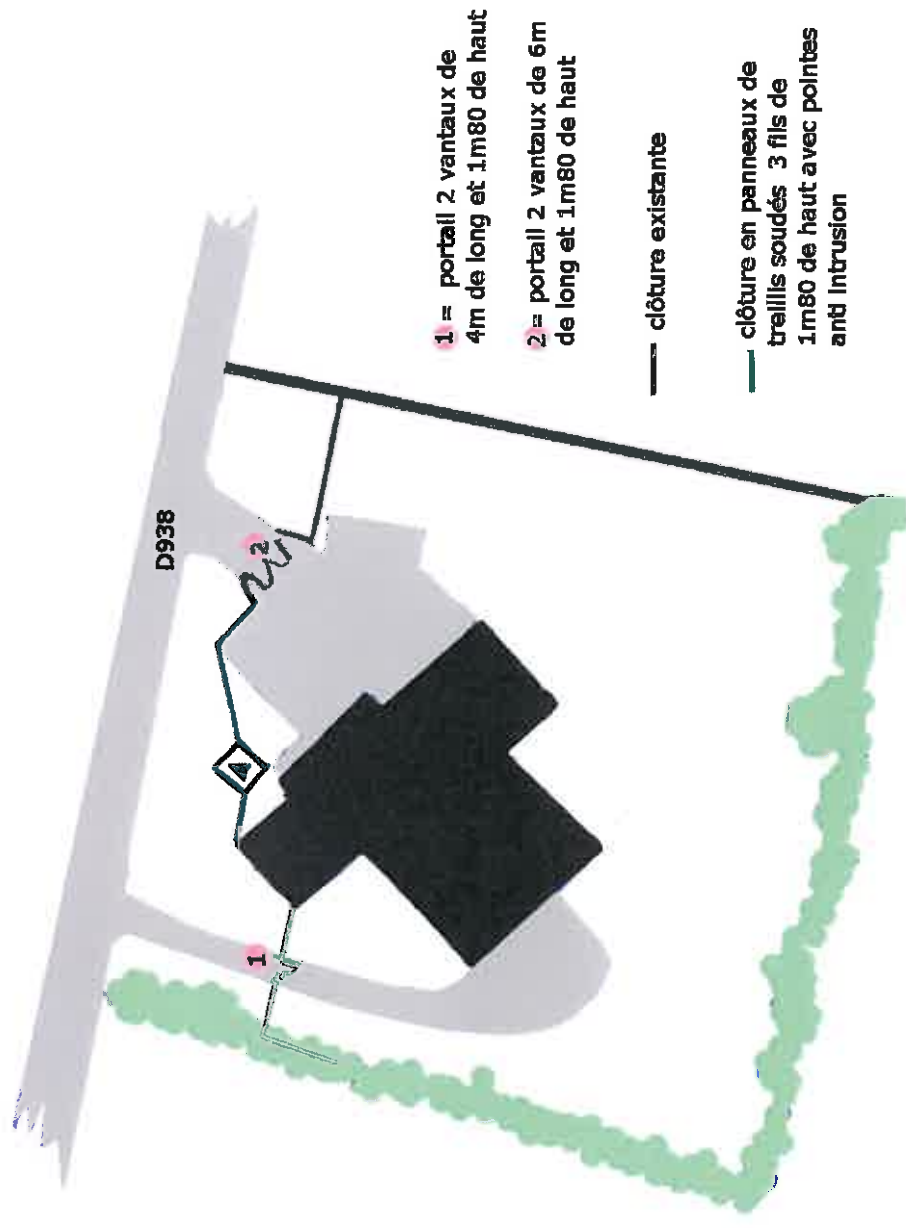 D938
1
2
1 = portail 2 vantaux de
4m de long et 1m80 de haut
2 = portail 2 vantaux de 6m
de long et 1m80 de haut
clôture existante
clôture en panneaux de
treillis soudés 3 fils de
1m80 de haut avec pointes
anti intrusion